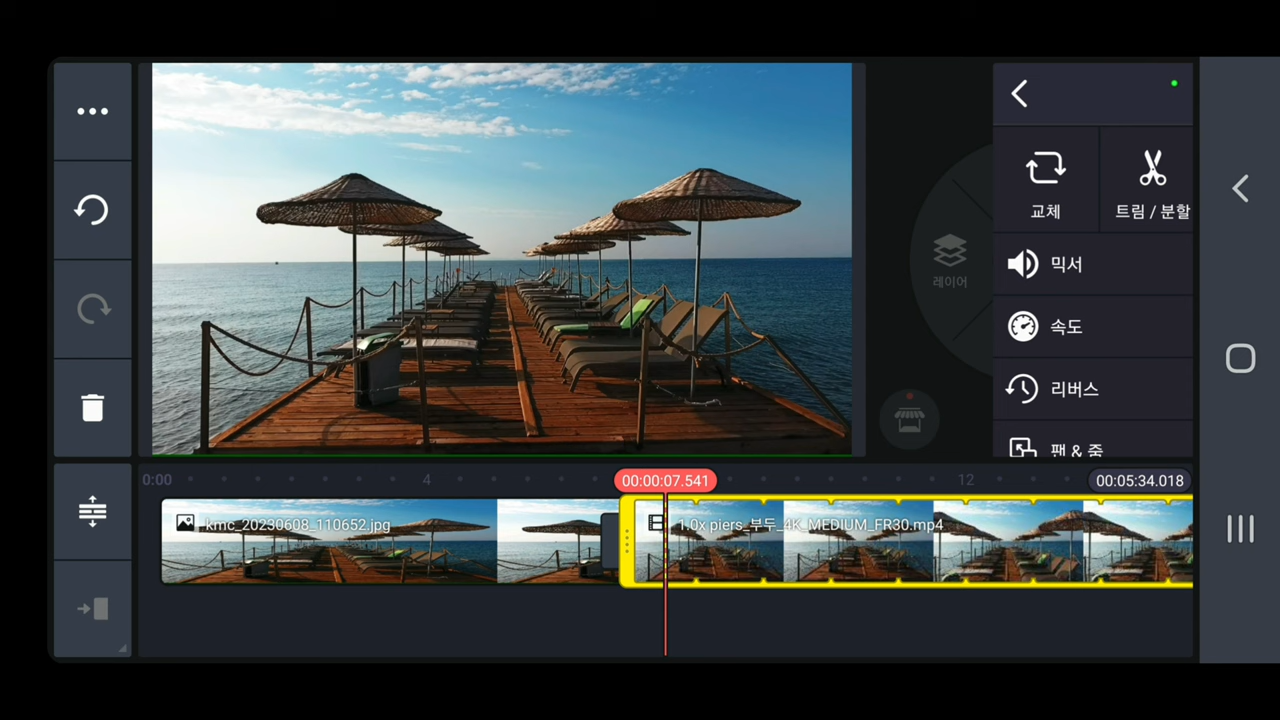 교체
트림 / 분할
믹서
레이어
속도
리버스
팬 & 줌
0:00
4
00:00:07.541
12
00:05:34.018
kmc_20230608_110652.jpg
1.0x piers_부두_4K_MEDIUM_FR30.mp4